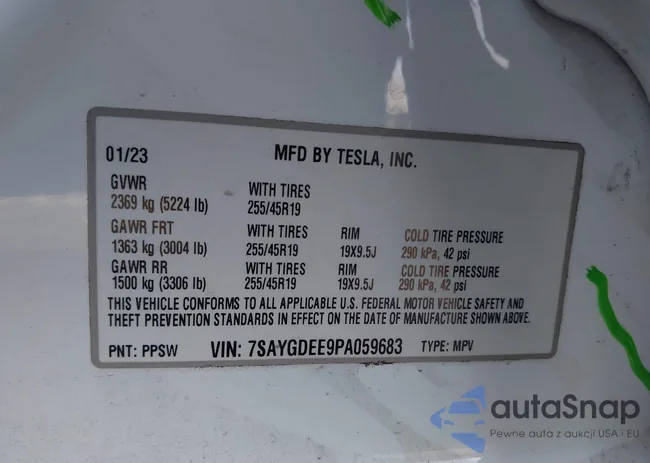 01/23 MFD BY TESLA, INC.
GVWR WITH TIRES
2369 kg (5224 lb) 255/45R19
GAWR FRT WITH TIRES RIM COLD TIRE PRESSURE
1363 kg (3004 lb) 255/45R19 19X9.5J 290 kPa, 42 psi
GAWR RR WITH TIRES RIM COLD TIRE PRESSURE
1500 kg (3306 lb) 255/45R19 19X9.5J 290 kPa, 42 psi
THIS VEHICLE CONFORMS TO ALL APPLICABLE U.S. FEDERAL MOTOR VEHICLE SAFETY AND
THEFT PREVENTION STANDARDS IN EFFECT ON THE DATE OF MANUFACTURE SHOWN ABOVE.
PNT: PPSW VIN: 7SAYGDEE9PA059683 TYPE: MPV
autaSnap
Pewne auta z aukcji USA i EU